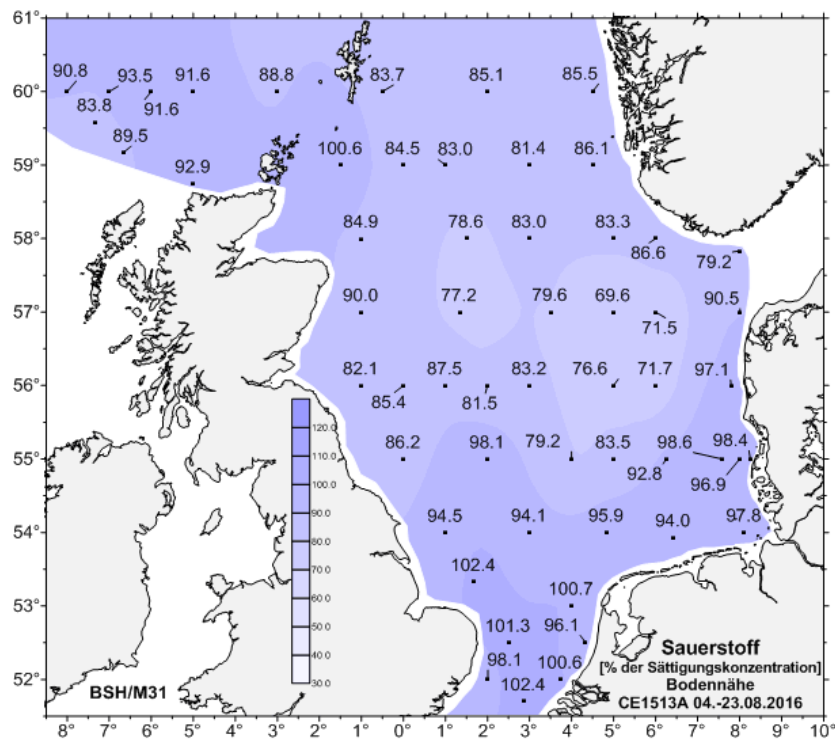 61°
90.8 93.5 91.6 88.8 83.7 85.1 85.5
60°
83.8 91.6
89.5
100.6 84.5 83.0 81.4 86.1
59°
92.9
84.9 78.6 83.0 83.3
58°
86.6 79.2
90.0 77.2 79.6 69.6 90.5
57°
71.5
82.1 87.5 83.2 76.6 71.7 97.1
56°
85.4 81.5
120.0
86.2 98.1 79.2 83.5 98.6 98.4
55°
110.0
92.8 96.9
100.0
94.5 94.1 95.9 94.0 97.8
54°
90.0
80.0
102.4 100.7
53°
70.0
101.3 96.1
60.0
50.0
98.1 100.6
Sauerstoff
[% der Sättigungskonzentration]
52°
40.0
BSH/M31
30.0
102.4
Bodennähe
CE1513A 04.-23.08.2016
8° 7° 6° 5° 4° 3° 2° 1° 0° 1° 2° 3° 4° 5° 6° 7° 8° 9° 10°